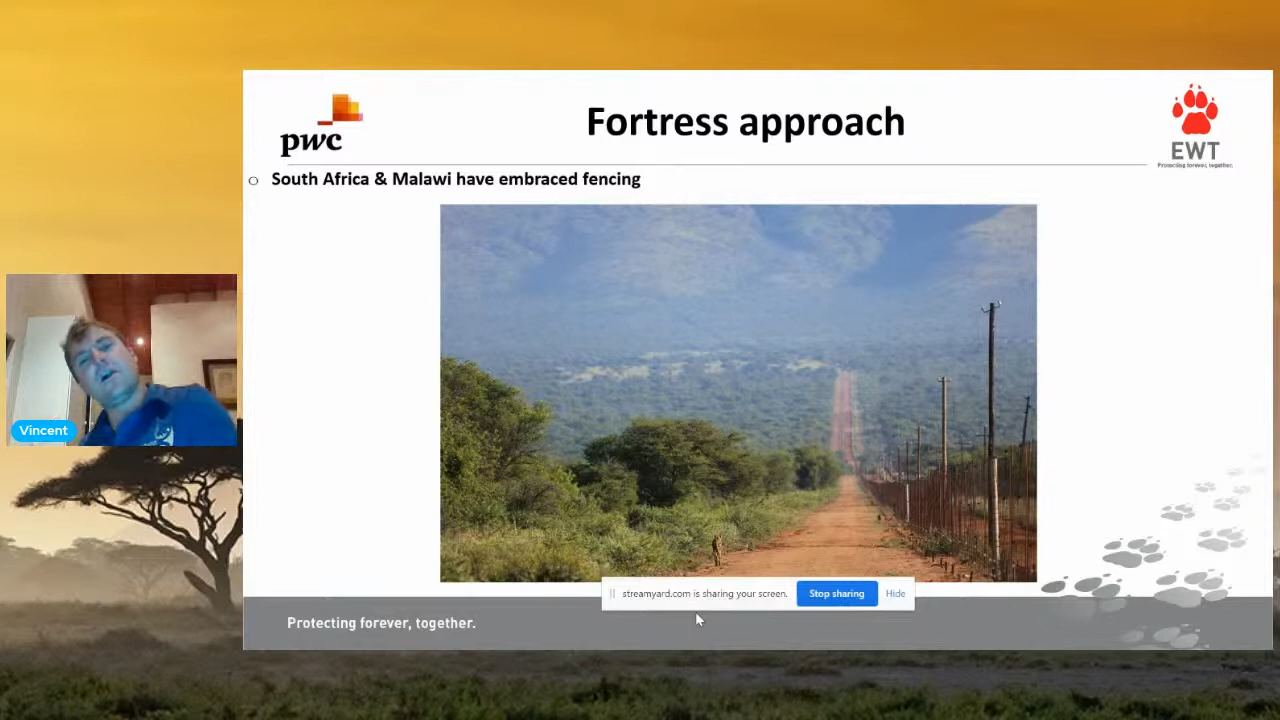 pwc
Fortress approach
EWT
Protecting forever, together.
South Africa & Malawi have embraced fencing
Vincent
streamyard.com is sharing your screen.
Stop sharing
Hide
Protecting forever, together.